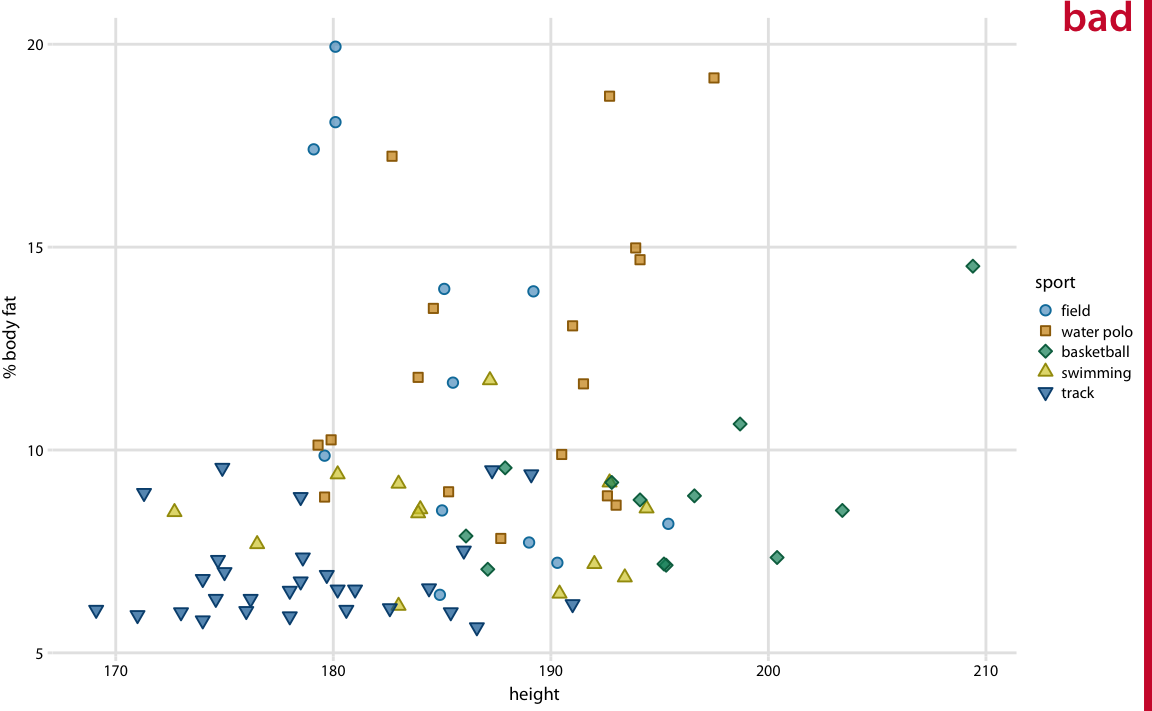 bad
20
15
10
5
% body fat
170 180 190 200 210
height
sport
field
water polo
basketball
swimming
track